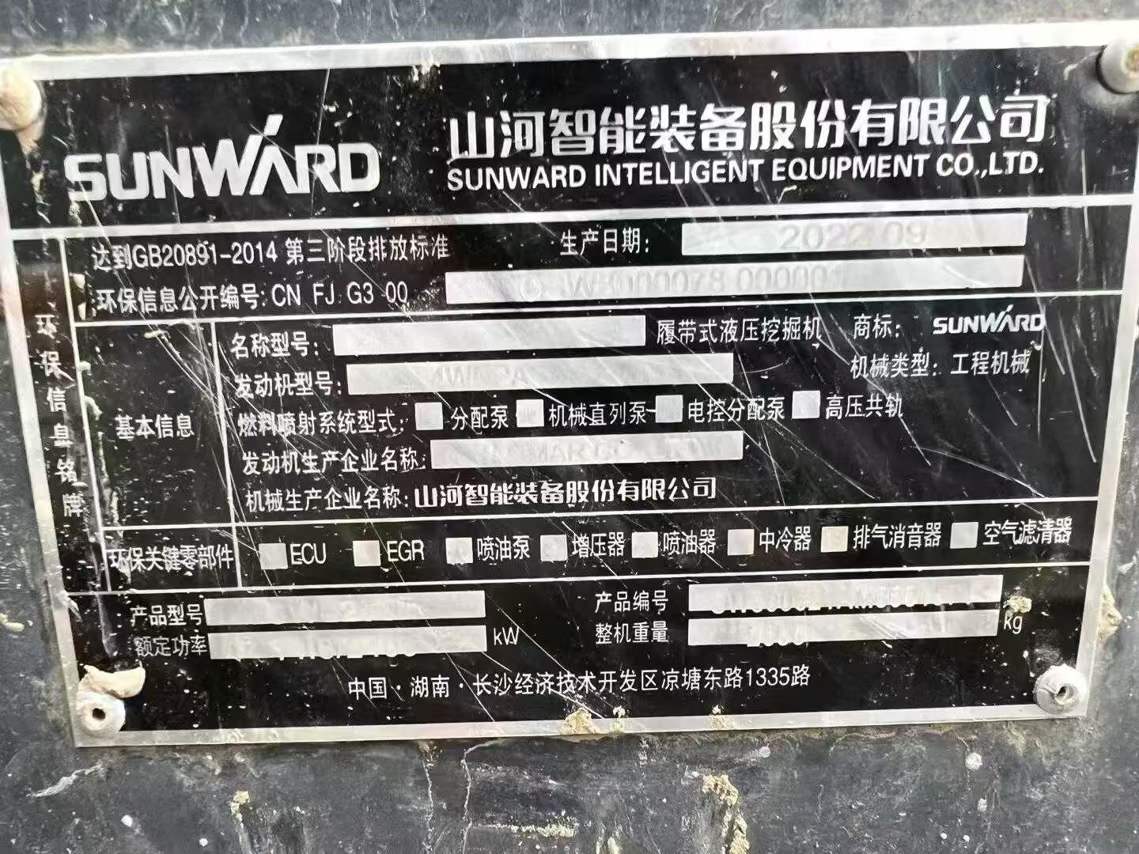 SUNWARD
山河智能装备股份有限公司
SUNWARD INTELLIGENT EQUIPMENT CO.,LTD.
环保信息铭牌
达到GB20891-2014 第三阶段排放标准 生产日期:
环保信息公开编号: CN FJ G3 00
基本信息
名称型号: 履带式液压挖掘机 商标: SUNWARD
发动机型号: 机械类型: 工程机械
燃料喷射系统型式: 分配泵 机械直列泵 电控分配泵 高压共轨
发动机生产企业名称:
机械生产企业名称: 山河智能装备股份有限公司
环保关键零部件 ECU EGR 喷油泵 增压器 喷油器 中冷器 排气消音器 空气滤清器
产品型号 产品编号
额定功率 kW 整机重量 kg
中国·湖南·长沙经济技术开发区凉塘东路1335路